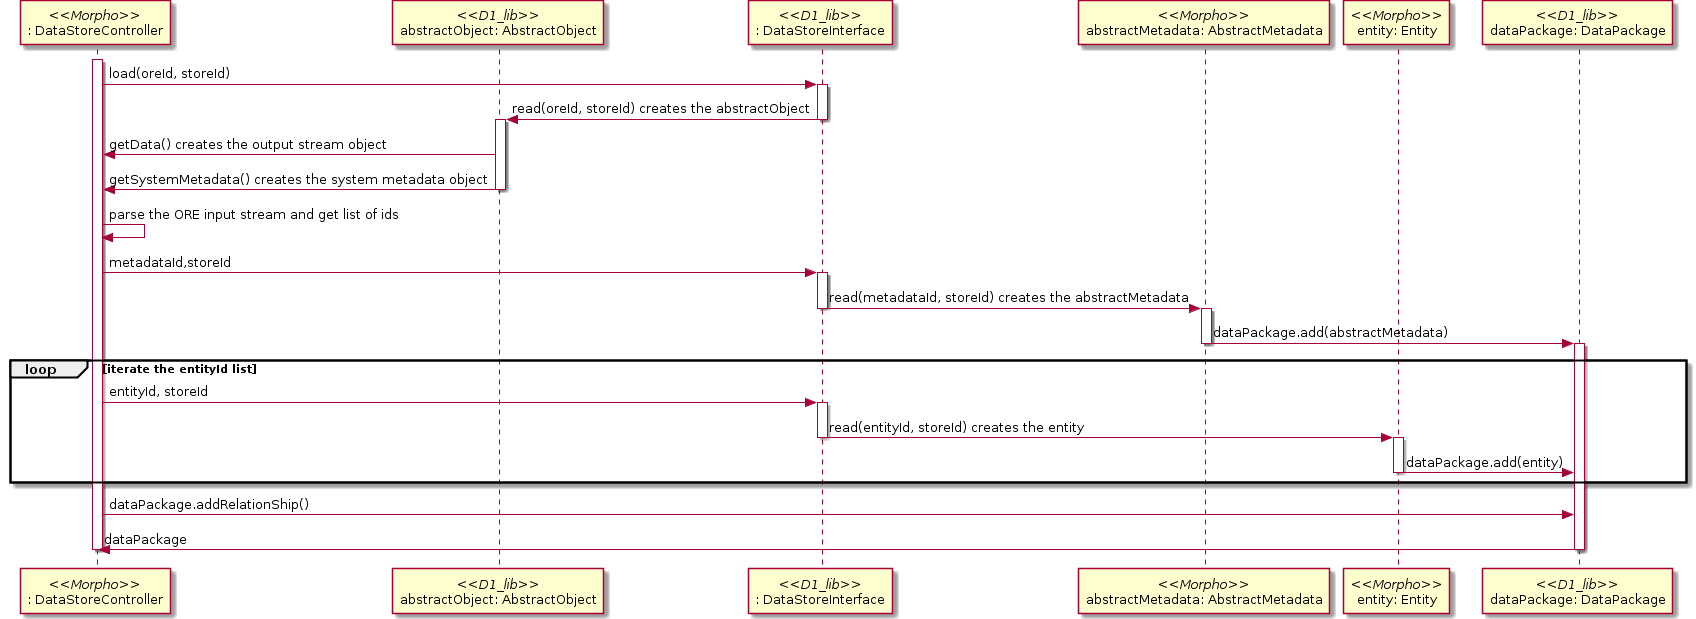 <<Morpho>>
: DataStoreController
<<D1_lib>>
abstractObject: AbstractObject
<<D1_lib>>
: DataStoreInterface
<<Morpho>>
abstractMetadata: AbstractMetadata
<<Morpho>>
entity: Entity
<<D1_lib>>
dataPackage: DataPackage
load(oreId, storeId)
read(oreId, storeId) creates the abstractObject
getData() creates the output stream object
getSystemMetadata() creates the system metadata object
parse the ORE input stream and get list of ids
metadataId,storeId
read(metadataId, storeId) creates the abstractMetadata
dataPackage.add(abstractMetadata)
loop
[iterate the entityId list]
entityId, storeId
read(entityId, storeId) creates the entity
dataPackage.add(entity)
dataPackage.addRelationShip()
dataPackage
<<Morpho>>
: DataStoreController
<<D1_lib>>
abstractObject: AbstractObject
<<D1_lib>>
: DataStoreInterface
<<Morpho>>
abstractMetadata: AbstractMetadata
<<Morpho>>
entity: Entity
<<D1_lib>>
dataPackage: DataPackage